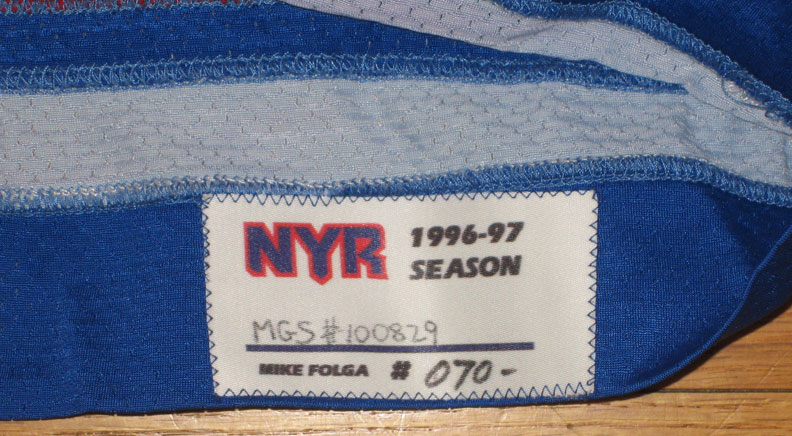 NYR 1996-97
SEASON
MGS#100829
MIKE FOLGA # 070-